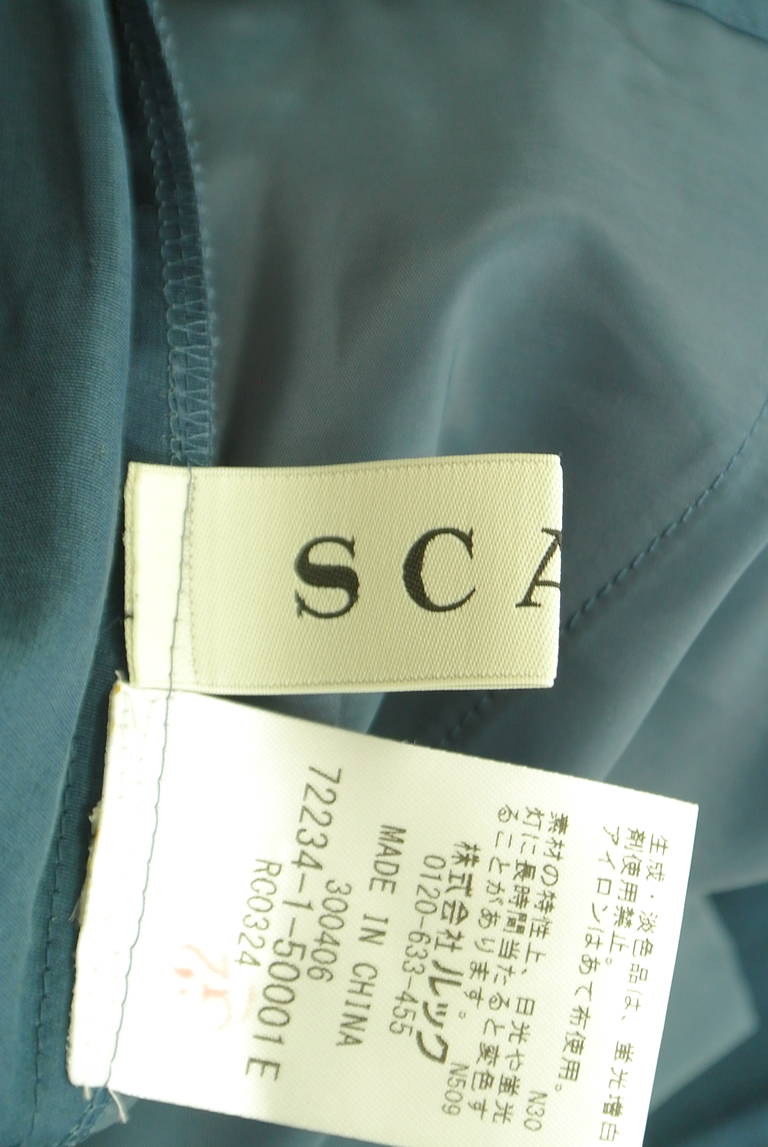 SCA
生成・淡色品は、蛍光増白
剤使用禁止。
アイロンはあて布使用。
N30
素材の特性上、日光や蛍光
灯に長時間当たると変色す
ることがあります。
N509
株式会社ルック
0120-633-455
MADE IN CHINA
300406
72234-1-50001E
RC0324